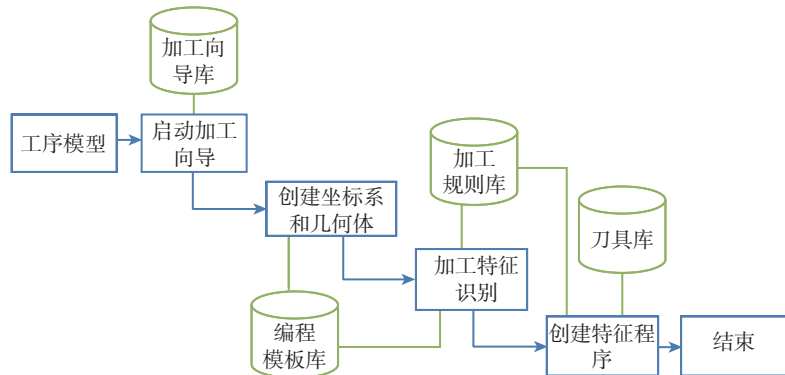 加工向
导库
工序模型
启动加工
向导
加工
规则库
创建坐标系
和几何体
刀具库
加工特征
识别
编程
模板库
创建特征程
序
结束